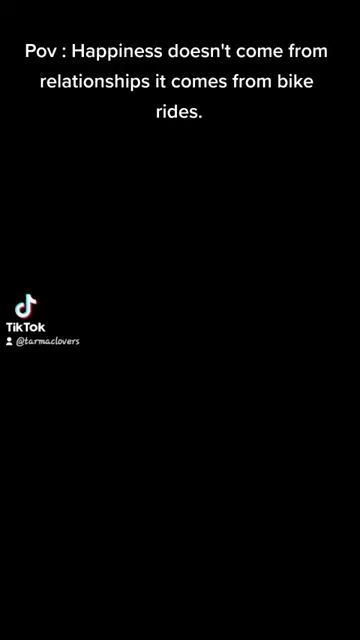 Pov : Happiness doesn't come from
relationships it comes from bike
rides.
TikTok
@tarmaclovers